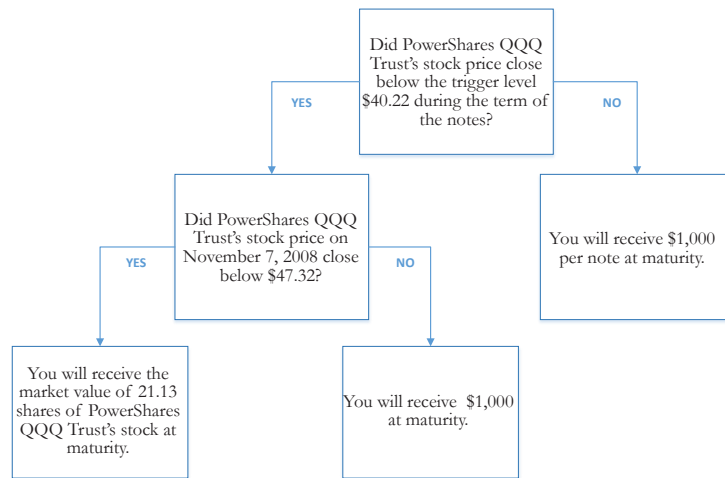 Did PowerShares QQQ
Trust's stock price close
below the trigger level
$40.22 during the term of
the notes?
YES
NO
Did PowerShares QQQ
Trust's stock price on
November 7, 2008 close
below $47.32?
You will receive $1,000
per note at maturity.
YES
NO
You will receive the
market value of 21.13
shares of PowerShares
QQQ Trust's stock at
maturity.
You will receive $1,000
at maturity.